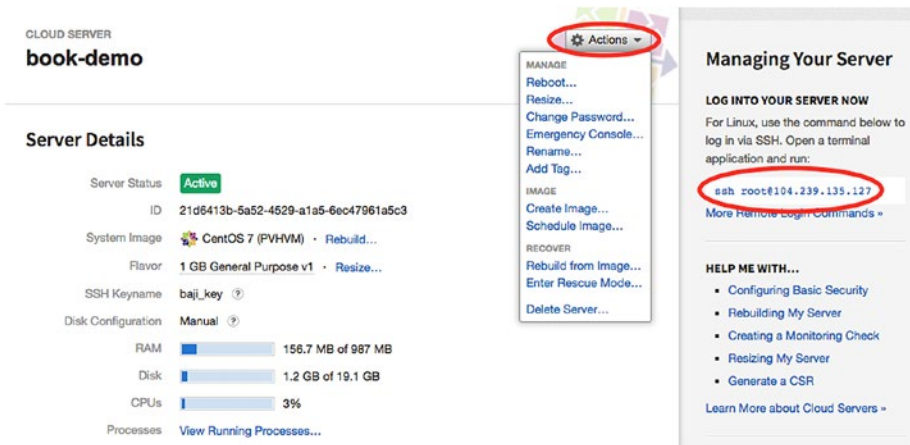 CLOUD SERVER
book-demo
Actions
MANAGE
Reboot...
Resize...
Change Password...
Emergency Console...
Rename...
Add Tag...
IMAGE
Create Image...
Schedule Image...
RECOVER
Rebuild from Image...
Enter Rescue Mode...
Delete Server...
Server Details
Server Status Active
ID 21d6413b-5a52-4529-a1a5-6ec47961a5c3
System Image CentOS 7 (PVHVM) · Rebuild...
Flavor 1 GB General Purpose v1 · Resize...
SSH Keyname baji_key ?
Disk Configuration Manual ?
RAM 156.7 MB of 987 MB
Disk 1.2 GB of 19.1 GB
CPUs 3%
Processes View Running Processes...
Managing Your Server
LOG INTO YOUR SERVER NOW
For Linux, use the command below to
log in via SSH. Open a terminal
application and run:
ssh root@104.239.135.127
More Remote Login Commands »
HELP ME WITH...
▪ Configuring Basic Security
▪ Rebuilding My Server
▪ Creating a Monitoring Check
▪ Resizing My Server
▪ Generate a CSR
Learn More about Cloud Servers »